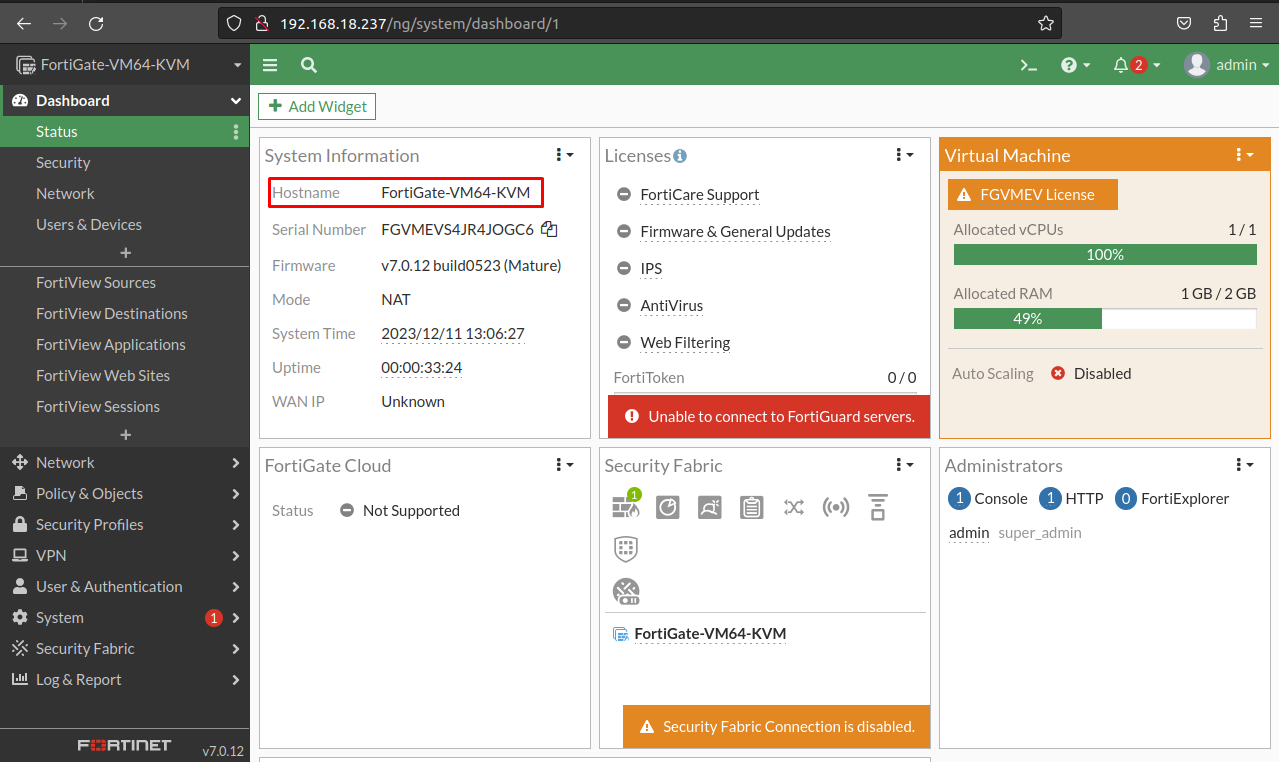 192.168.18.237/ng/system/dashboard/1
FortiGate-VM64-KVM
2
admin
Dashboard
Status
Security
Network
Users & Devices
+
FortiView Sources
FortiView Destinations
FortiView Applications
FortiView Web Sites
FortiView Sessions
+
Network
Policy & Objects
Security Profiles
VPN
User & Authentication
System 1
Security Fabric
Log & Report
FORTINET v7.0.12
+ Add Widget
System Information
Hostname FortiGate-VM64-KVM
Serial Number FGVMEVS4JR4JOGC6
Firmware v7.0.12 build0523 (Mature)
Mode NAT
System Time 2023/12/11 13:06:27
Uptime 00:00:33:24
WAN IP Unknown
Licenses
FortiCare Support
Firmware & General Updates
IPS
AntiVirus
Web Filtering
FortiToken 0 / 0
Unable to connect to FortiGuard servers.
Virtual Machine
FGVMEV License
Allocated vCPUs 1 / 1
100%
Allocated RAM 1 GB / 2 GB
49%
Auto Scaling Disabled
FortiGate Cloud
Status Not Supported
Security Fabric
1
FortiGate-VM64-KVM
Security Fabric Connection is disabled.
Administrators
1 Console 1 HTTP 0 FortiExplorer
admin super_admin